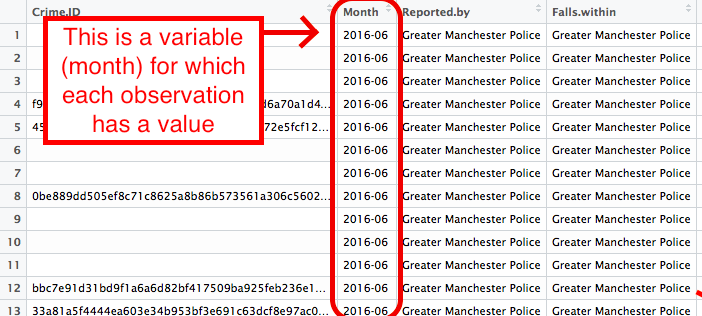 Crime.ID Month Reported.by Falls.within
1 2016-06 Greater Manchester Police Greater Manchester Police
2 2016-06 Greater Manchester Police Greater Manchester Police
3 2016-06 Greater Manchester Police Greater Manchester Police
4 f9 d6a70a1d4... 2016-06 Greater Manchester Police Greater Manchester Police
5 45 72e5fcf12... 2016-06 Greater Manchester Police Greater Manchester Police
6 2016-06 Greater Manchester Police Greater Manchester Police
7 2016-06 Greater Manchester Police Greater Manchester Police
8 0be889dd505ef8c71c8625a8b86b573561a306c5602... 2016-06 Greater Manchester Police Greater Manchester Police
9 2016-06 Greater Manchester Police Greater Manchester Police
10 2016-06 Greater Manchester Police Greater Manchester Police
11 2016-06 Greater Manchester Police Greater Manchester Police
12 bbc7e91d31bd9f1a6a6d82bf417509ba925feb236e1... 2016-06 Greater Manchester Police Greater Manchester Police
13 33a81a5f4444ea603e34b953bf3e691c63dcf8e97ac0... 2016-06 Greater Manchester Police Greater Manchester Police
This is a variable
(month) for which
each observation
has a value